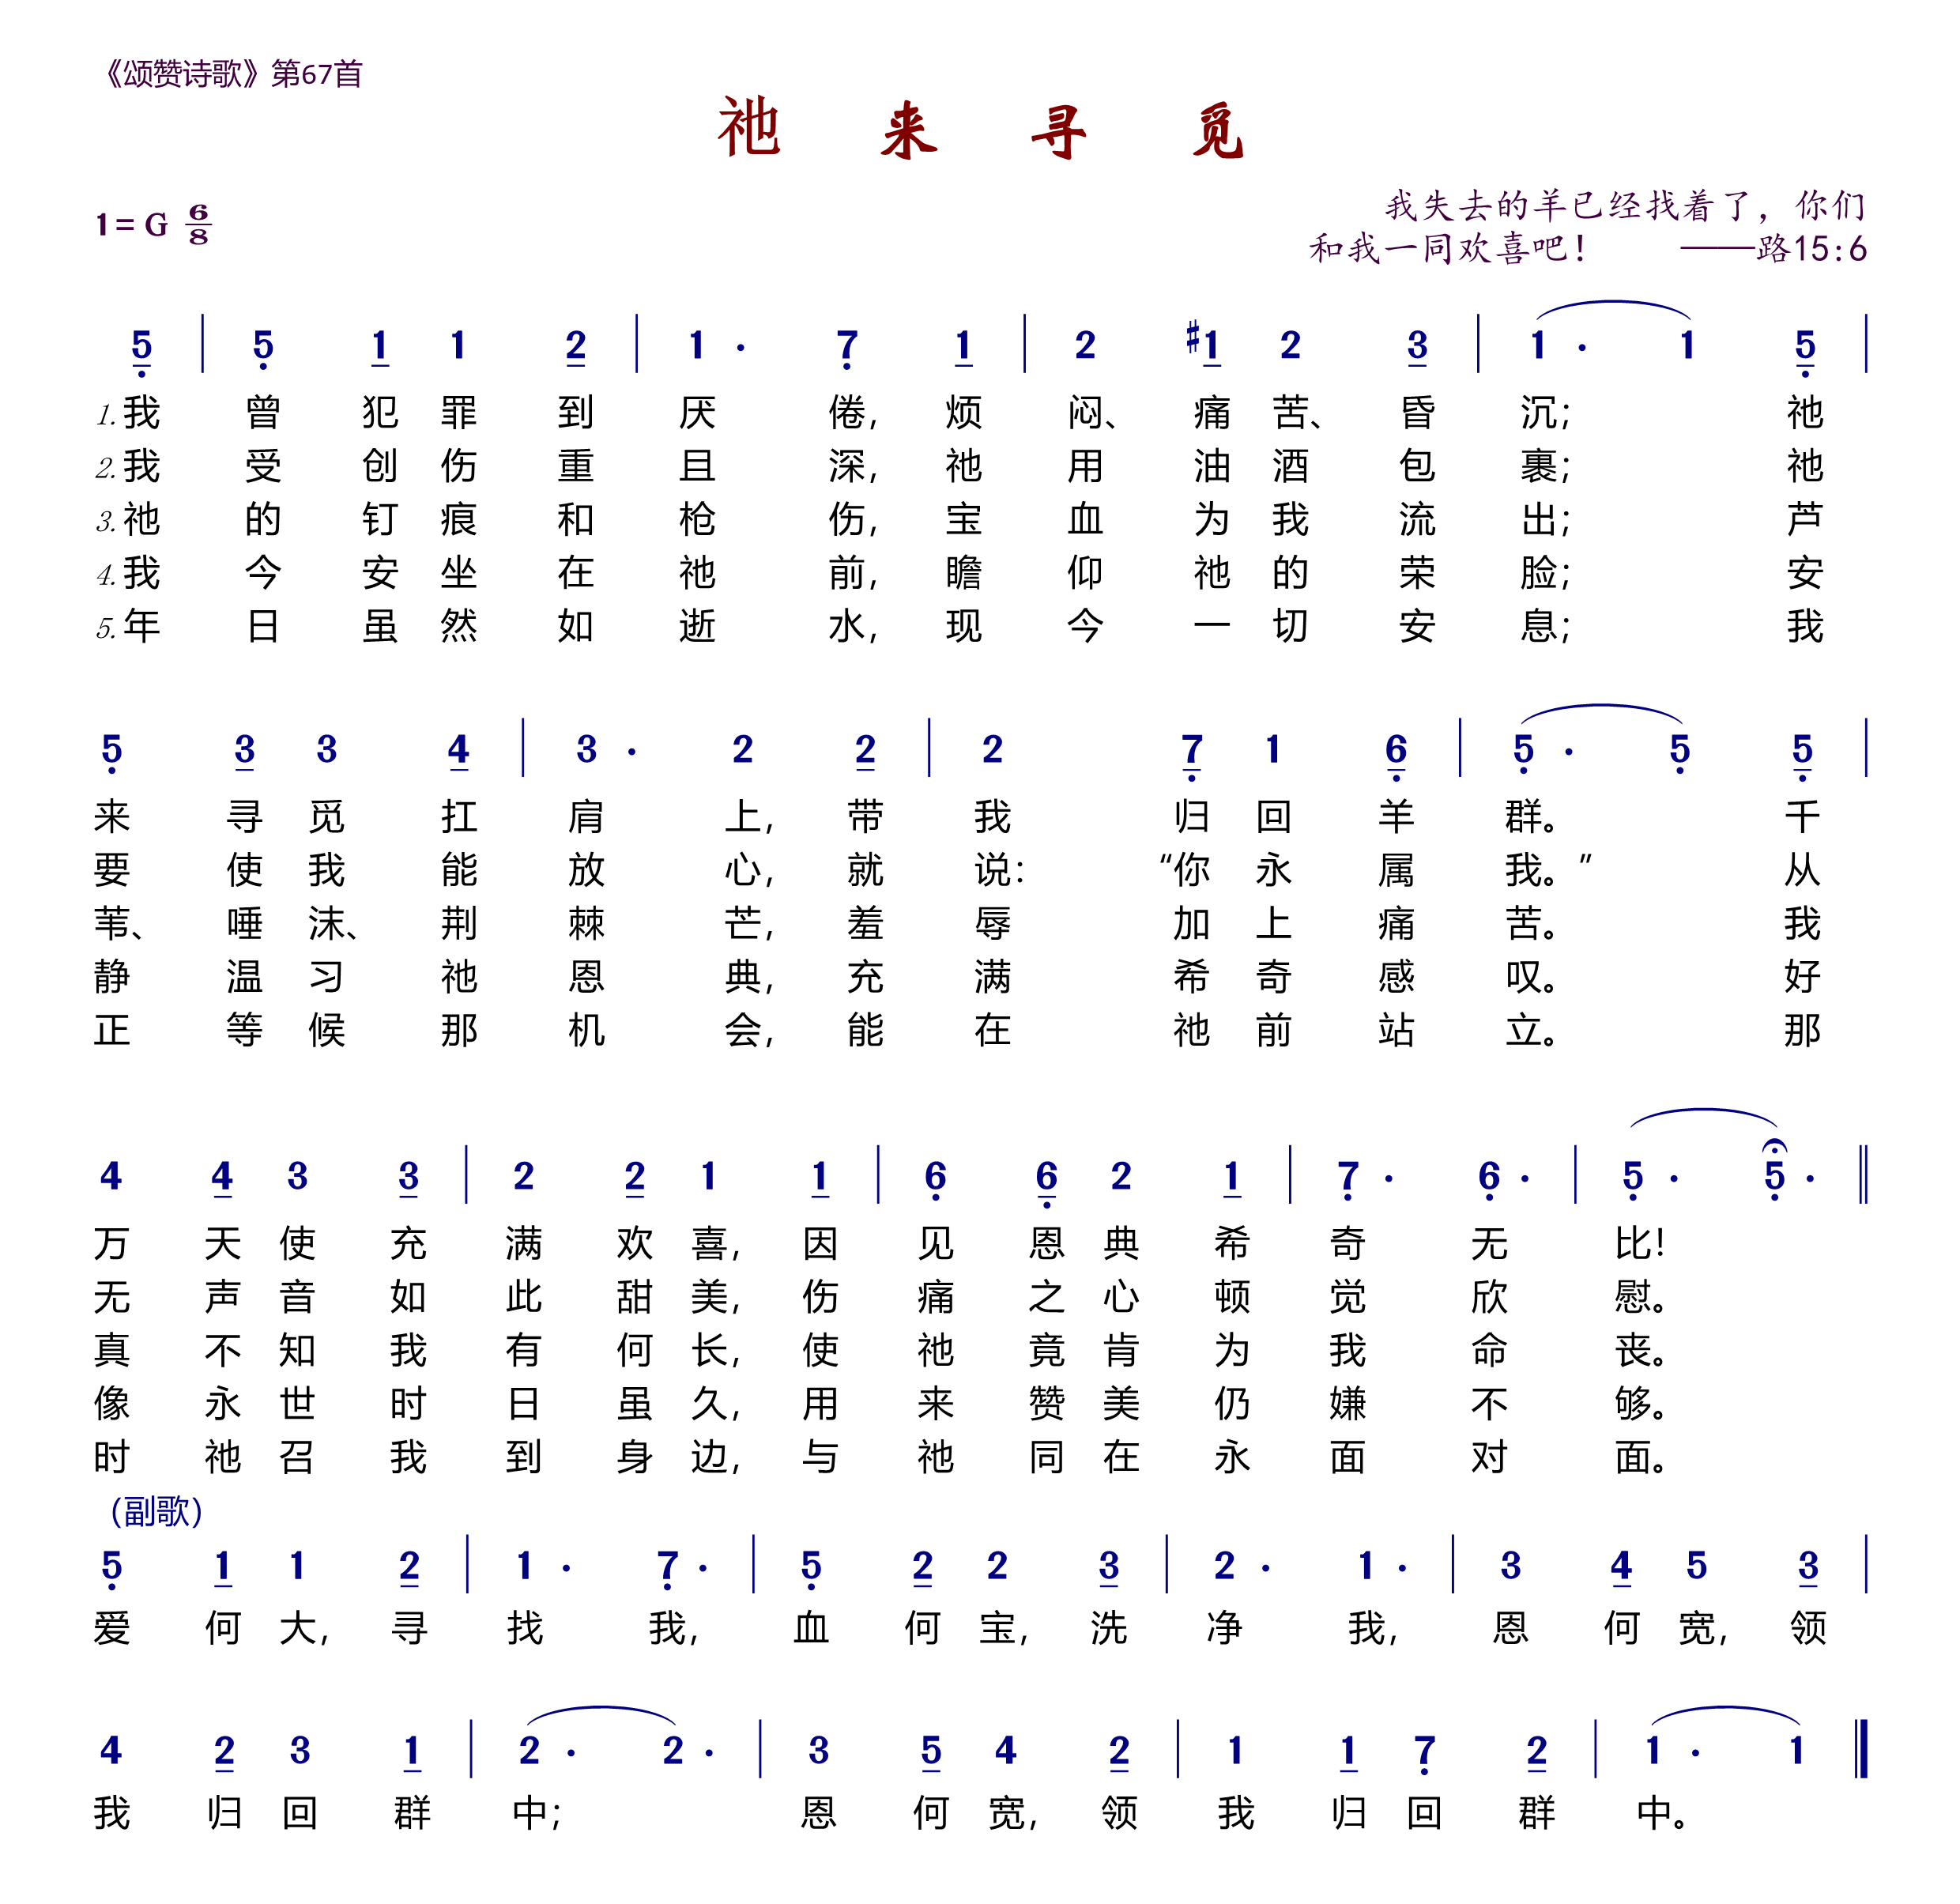 《颂赞诗歌》第67首
祂来寻觅
1=G 6/8
我失去的羊已经找着了，你们
和我一同欢喜吧！ ——路15:6
5 | 5 1 1 2 | 1 · 7 1 | 2 #1 2 3 | 1 · 1 5 |
1.我曾犯罪到厌倦，烦闷、痛苦、昏沉；祂
2.我受创伤重且深，祂用油酒包裹；祂
3.祂的钉痕和枪伤，宝血为我流出；芦
4.我今安坐在祂前，瞻仰祂的荣脸；安
5.年日虽然如逝水，现今一切安息；我
5 3 3 4 | 3 · 2 2 | 2 7 1 6 | 5 · 5 5 |
来寻觅扛肩上，带我归回羊群。千
要使我能放心，就说：“你永属我。”从
苇、唾沫、荆棘芒，羞辱加上痛苦。我
静温习祂恩典，充满希奇感叹。好
正等候那机会，能在祂前站立。那
4 4 3 3 | 2 2 1 1 | 6 6 2 1 | 7 · 6 · | 5 · 5 · ‖
万天使充满欢喜，因见恩典希奇无比！
无声音如此甜美，伤痛之心顿觉欣慰。
真不知我有何长，使祂竟肯为我命丧。
像永世时日虽久，用来赞美仍嫌不够。
时祂召我到身边，与祂同在永面对面。
（副歌）
5 1 1 2 | 1 · 7 · | 5 2 2 3 | 2 · 1 · | 3 4 5 3 |
爱何大，寻找我，血何宝，洗净我，恩何宽，领
4 2 3 1 | 2 · 2 · | 3 5 4 2 | 1 1 7 2 | 1 · 1 ‖
我归回群中；恩何宽，领我归回群中。